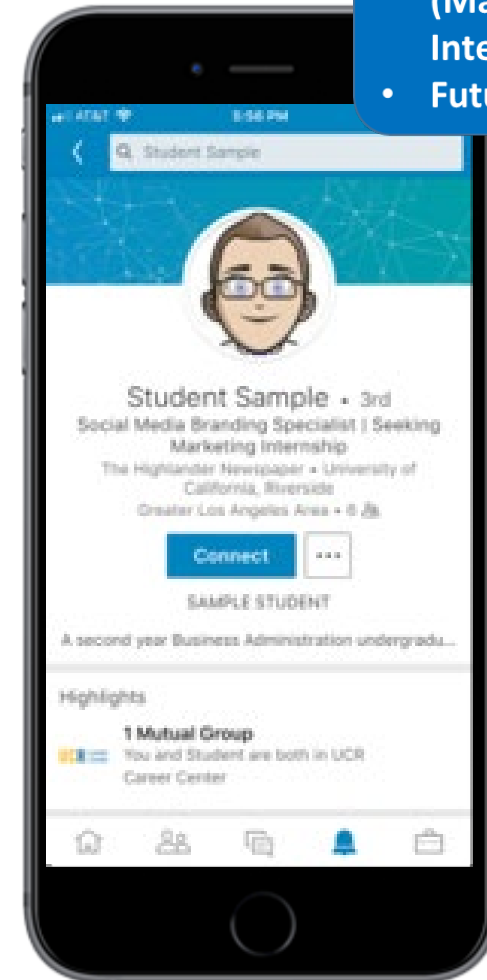 (Ma
Inte
• Futu
AT&T 5:56 PM
Student Sample
Student Sample • 3rd
Social Media Branding Specialist | Seeking
Marketing Internship
The Highlander Newspaper • University of
California, Riverside
Greater Los Angeles Area • 6
Connect
SAMPLE STUDENT
A second year Business Administration undergradu...
Highlights
1 Mutual Group
You and Student are both in UCR
Career Center